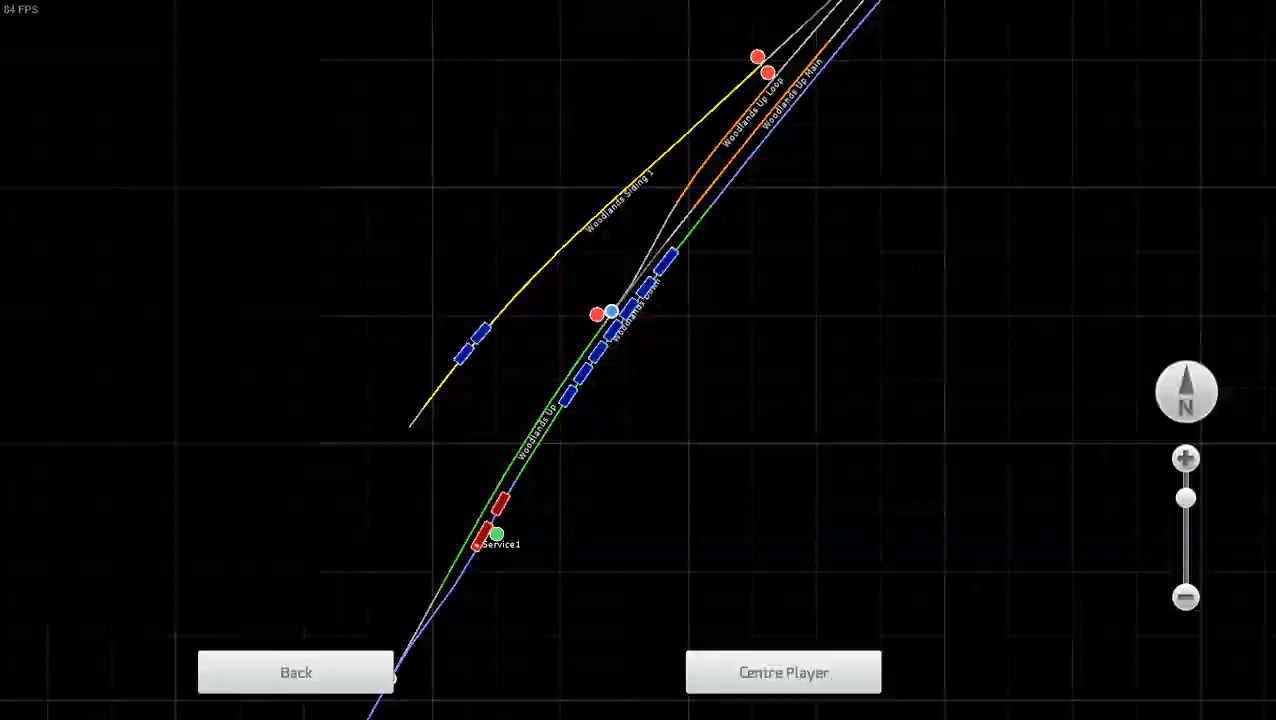 84 FPS
Woodlands Up Loop
Woodlands Up Main
Woodlands Siding 1
Woodlands Down
N
Woodlands Up
Service1
Back
Centre Player